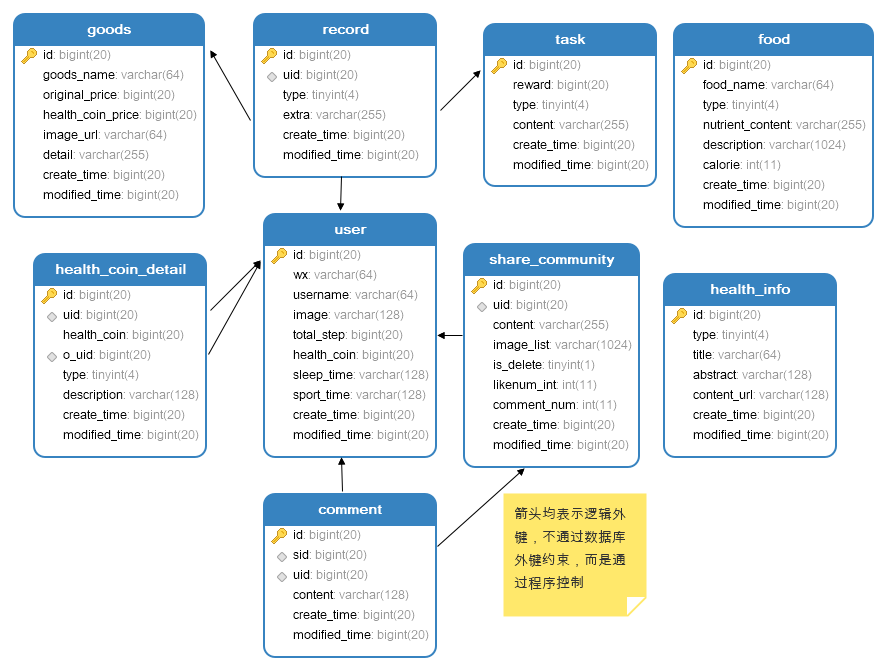 goods
id: bigint(20)
goods_name: varchar(64)
original_price: bigint(20)
health_coin_price: bigint(20)
image_url: varchar(64)
detail: varchar(255)
create_time: bigint(20)
modified_time: bigint(20)
record
id: bigint(20)
uid: bigint(20)
type: tinyint(4)
extra: varchar(255)
create_time: bigint(20)
modified_time: bigint(20)
task
id: bigint(20)
reward: bigint(20)
type: tinyint(4)
content: varchar(255)
create_time: bigint(20)
modified_time: bigint(20)
food
id: bigint(20)
food_name: varchar(64)
type: tinyint(4)
nutrient_content: varchar(255)
description: varchar(1024)
calorie: int(11)
create_time: bigint(20)
modified_time: bigint(20)
health_coin_detail
id: bigint(20)
uid: bigint(20)
health_coin: bigint(20)
o_uid: bigint(20)
type: tinyint(4)
description: varchar(128)
create_time: bigint(20)
modified_time: bigint(20)
user
id: bigint(20)
wx: varchar(64)
username: varchar(64)
image: varchar(128)
total_step: bigint(20)
health_coin: bigint(20)
sleep_time: varchar(128)
sport_time: varchar(128)
create_time: bigint(20)
modified_time: bigint(20)
share_community
id: bigint(20)
uid: bigint(20)
content: varchar(255)
image_list: varchar(1024)
is_delete: tinyint(1)
likenum_int: int(11)
comment_num: int(11)
create_time: bigint(20)
modified_time: bigint(20)
health_info
id: bigint(20)
type: tinyint(4)
title: varchar(64)
abstract: varchar(128)
content_url: varchar(128)
create_time: bigint(20)
modified_time: bigint(20)
comment
id: bigint(20)
sid: bigint(20)
uid: bigint(20)
content: varchar(128)
create_time: bigint(20)
modified_time: bigint(20)
箭头均表示逻辑外
键，不通过数据库
外键约束，而是通
过程序控制